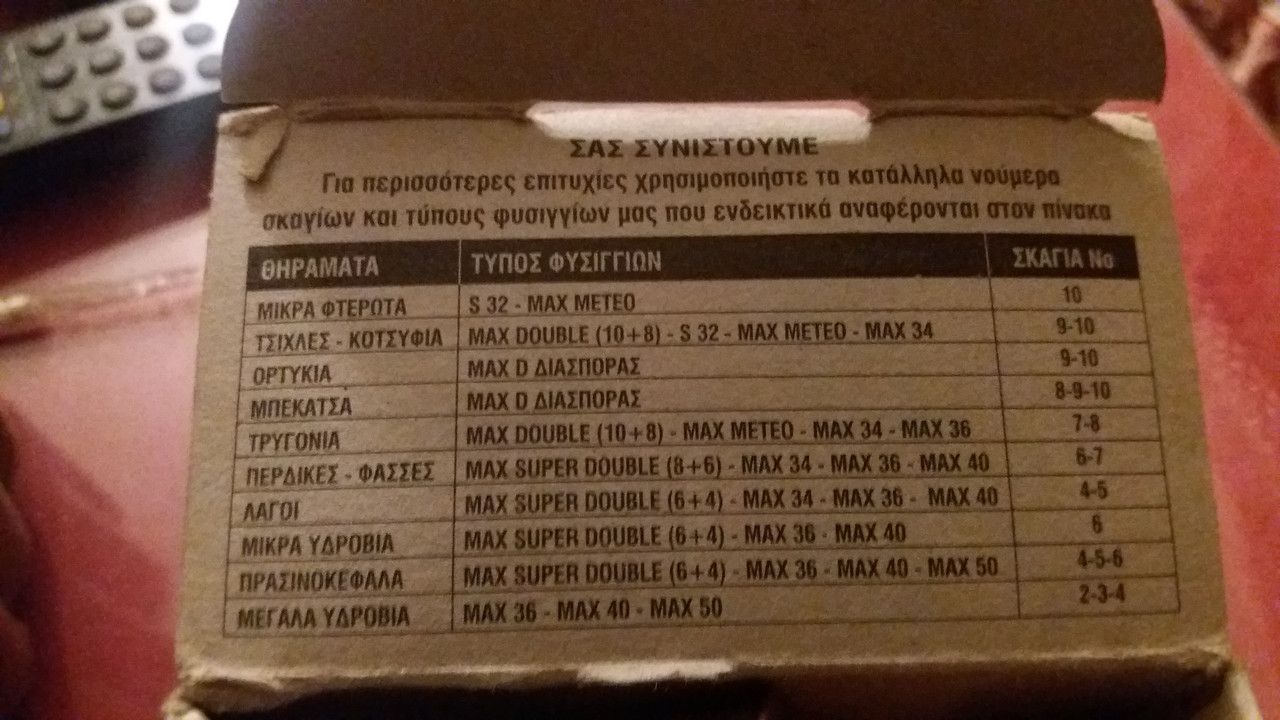 ΣΑΣ ΣΥΝΙΣΤΟΥΜΕ
Για περισσότερες επιτυχίες χρησιμοποιήστε τα κατάλληλα νούμερα
σκαγίων και τύπους φυσιγγίων μας που ενδεικτικά αναφέρονται στον πίνακα
ΘΗΡΑΜΑΤΑ ΤΥΠΟΣ ΦΥΣΙΓΓΙΩΝ ΣΚΑΓΙΑ Νο
ΜΙΚΡΑ ΦΤΕΡΩΤΑ S 32 - MAX METEO 10
ΤΣΙΧΛΕΣ - ΚΟΤΣΥΦΙΑ MAX DOUBLE (10+8) - S 32 - MAX METEO - MAX 34 9-10
ΟΡΤΥΚΙΑ MAX D ΔΙΑΣΠΟΡΑΣ 9-10
ΜΠΕΚΑΤΣΑ MAX D ΔΙΑΣΠΟΡΑΣ 8-9-10
ΤΡΥΓΟΝΙΑ MAX DOUBLE (10+8) - MAX METEO - MAX 34 - MAX 36 7-8
ΠΕΡΔΙΚΕΣ - ΦΑΣΣΕΣ MAX SUPER DOUBLE (8+6) - MAX 34 - MAX 36 - MAX 40 6-7
ΛΑΓΟΙ MAX SUPER DOUBLE (6+4) - MAX 34 - MAX 36 - MAX 40 4-5
ΜΙΚΡΑ ΥΔΡΟΒΙΑ MAX SUPER DOUBLE (6+4) - MAX 36 - MAX 40 6
ΠΡΑΣΙΝΟΚΕΦΑΛΑ MAX SUPER DOUBLE (6+4) - MAX 36 - MAX 40 - MAX 50 4-5-6
ΜΕΓΑΛΑ ΥΔΡΟΒΙΑ MAX 36 - MAX 40 - MAX 50 2-3-4